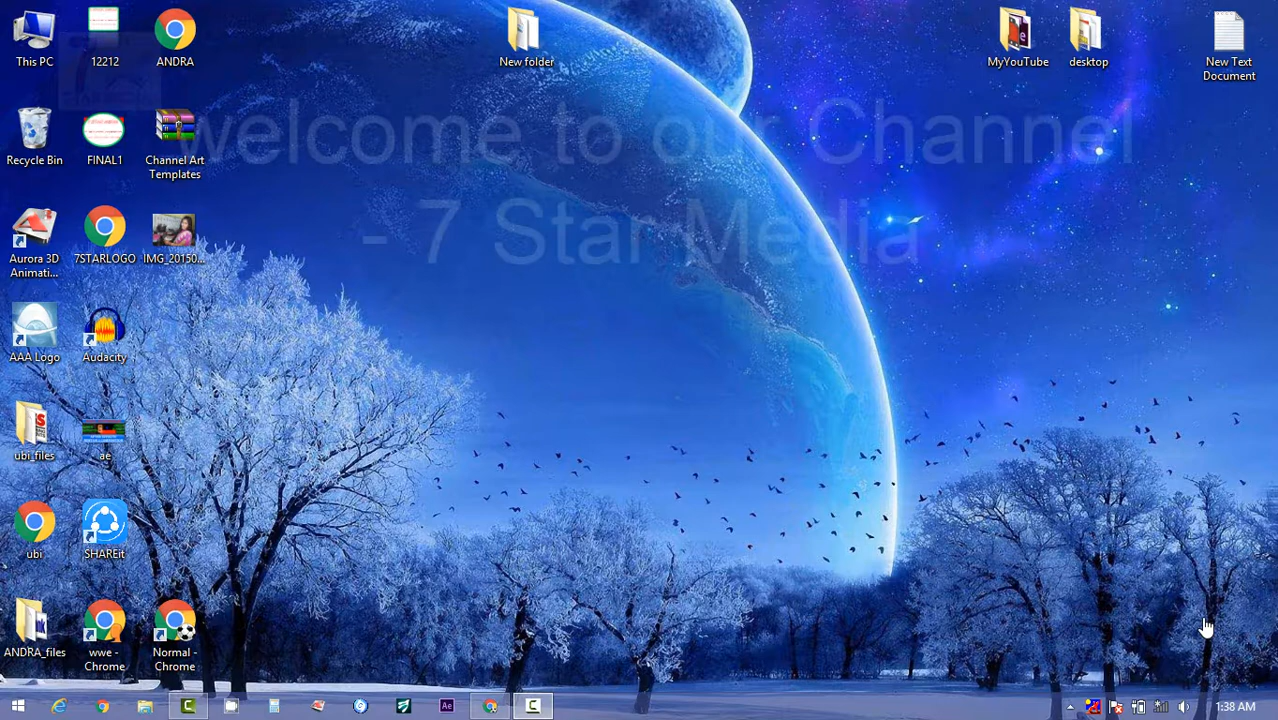 This PC
12212
ANDRA
New folder
MyYouTube
desktop
New Text
Document
welcome to our Channel
- 7 Star Media
Recycle Bin
FINAL1
Channel Art
Templates
Aurora 3D
Animati...
7STARLOGO
IMG_20150...
AAA Logo
Audacity
ubi_files
ae
ubi
SHAREit
ANDRA_files
wwe -
Chrome
Normal -
Chrome
Ae
1:38 AM